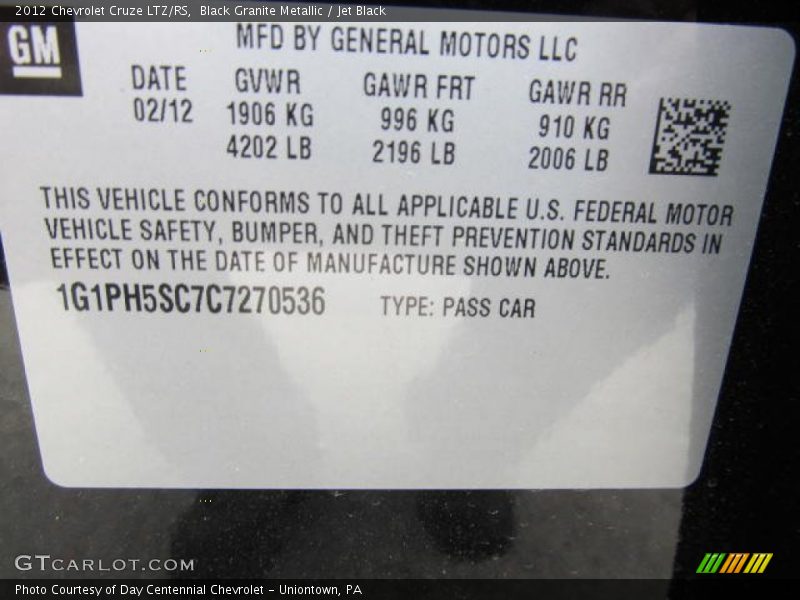 2012 Chevrolet Cruze LTZ/RS, Black Granite Metallic / Jet Black
GM
MFD BY GENERAL MOTORS LLC
DATE GVWR GAWR FRT GAWR RR
02/12 1906 KG 996 KG 910 KG
4202 LB 2196 LB 2006 LB
THIS VEHICLE CONFORMS TO ALL APPLICABLE U.S. FEDERAL MOTOR
VEHICLE SAFETY, BUMPER, AND THEFT PREVENTION STANDARDS IN
EFFECT ON THE DATE OF MANUFACTURE SHOWN ABOVE.
1G1PH5SC7C7270536 TYPE: PASS CAR
GTCARLOT.COM
Photo Courtesy of Day Centennial Chevrolet - Uniontown, PA